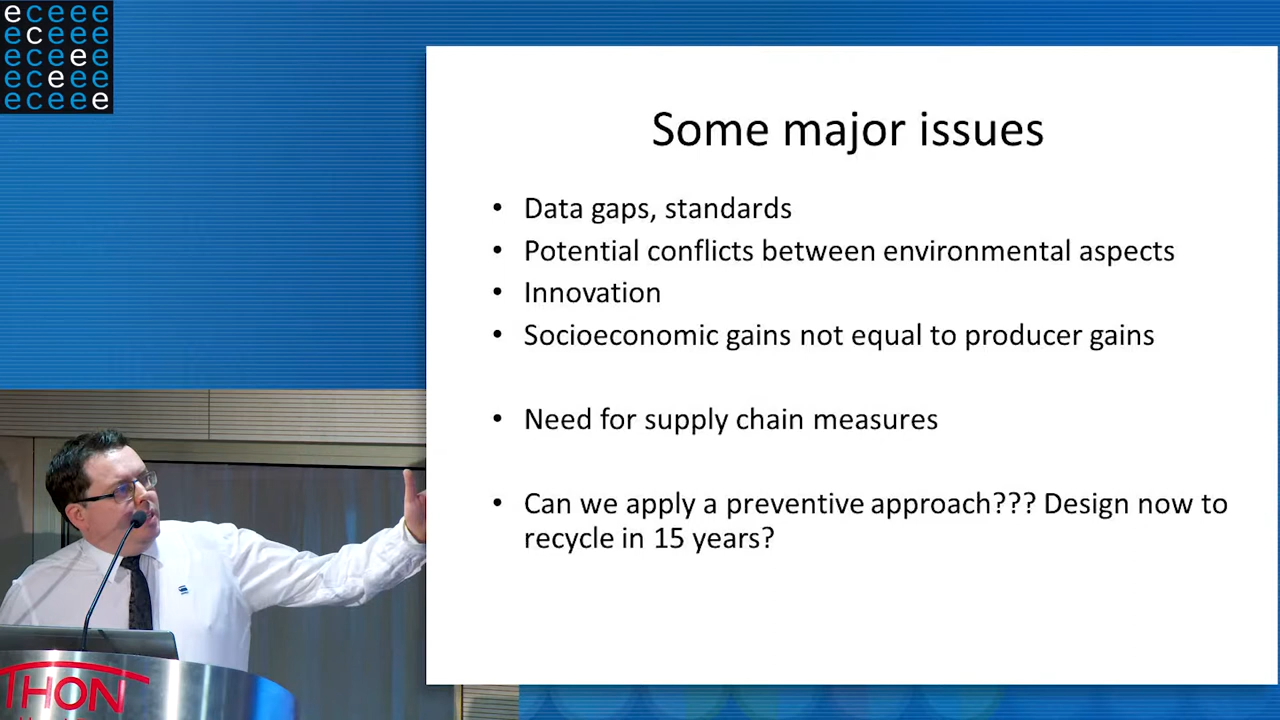 eceee
eceee
eceee
eceee
eceee
Some major issues
• Data gaps, standards
• Potential conflicts between environmental aspects
• Innovation
• Socioeconomic gains not equal to producer gains
• Need for supply chain measures
• Can we apply a preventive approach??? Design now to
recycle in 15 years?
THON